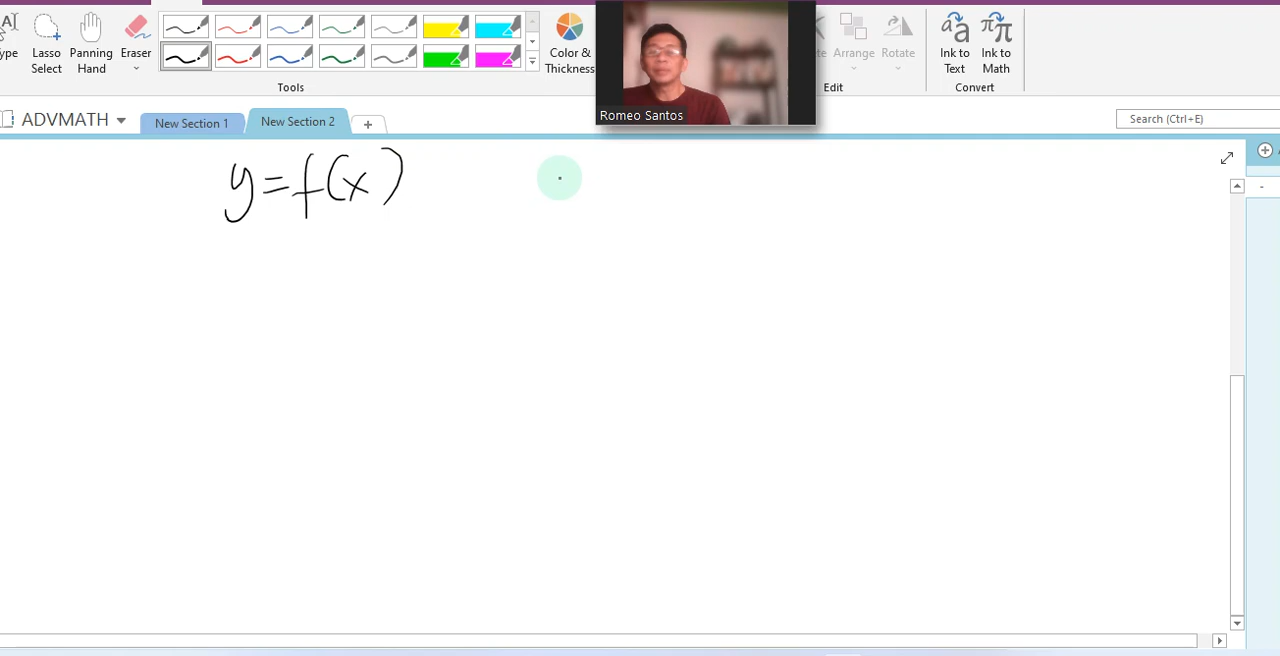 Type
Lasso Select
Panning Hand
Eraser
Color & Thickness
Arrange
Rotate
Ink to Text
Ink to Math
Tools
Edit
Convert
Romeo Santos
ADVMATH
New Section 1
New Section 2
+
Search (Ctrl+E)
y=f(x)